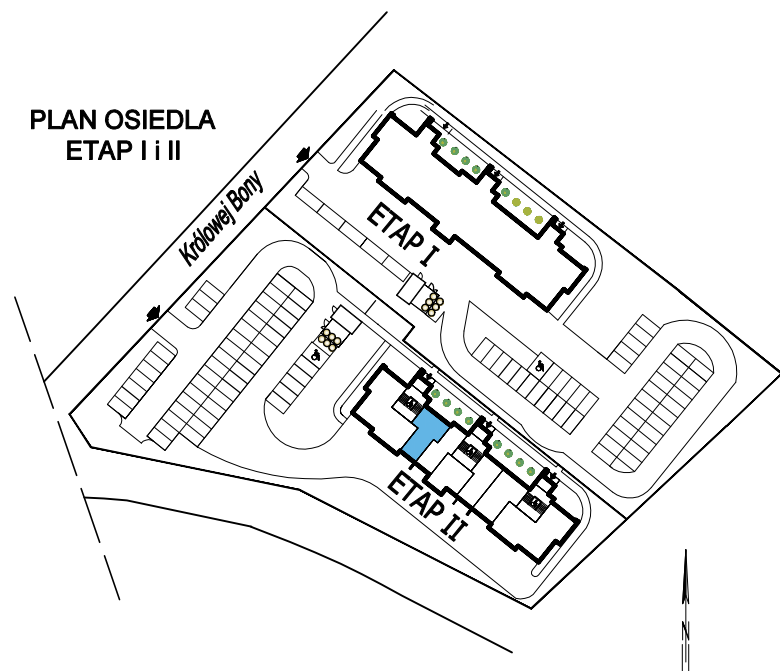 PLAN OSIEDLA
ETAP I i II
Królowej Bony
ETAP I
ETAP II
N